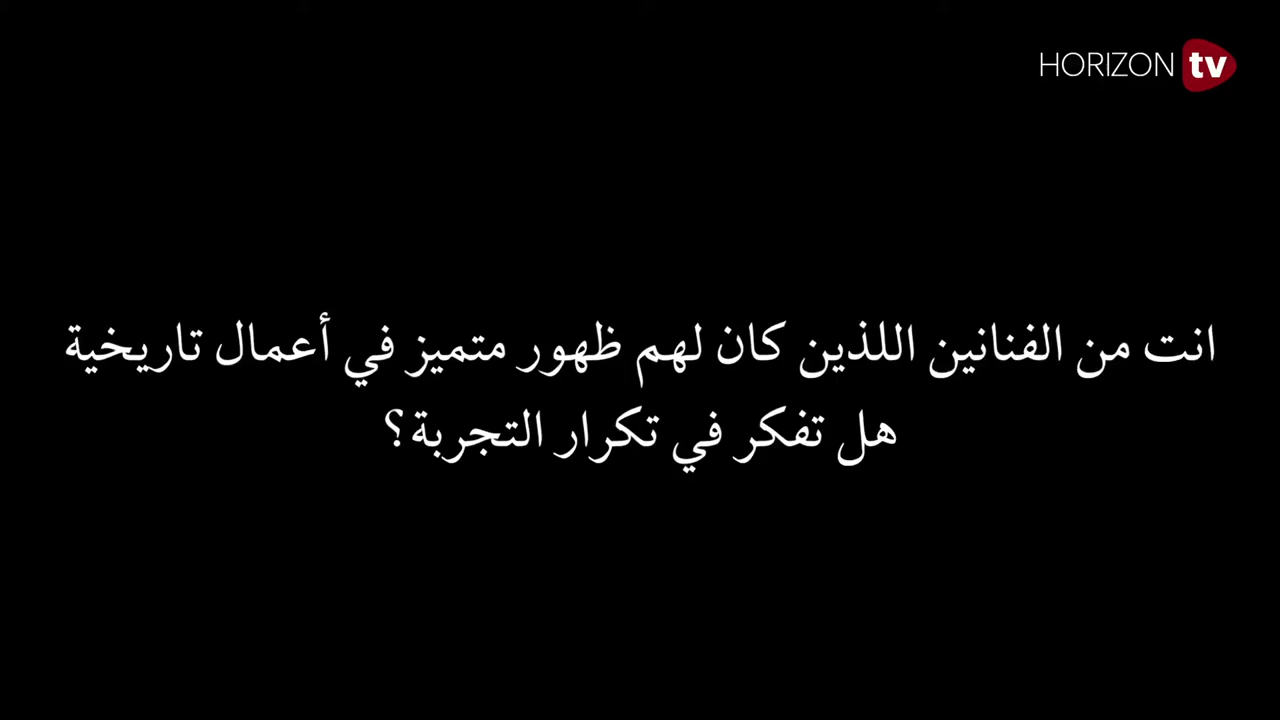 HORIZON tv
انت من الفنانين اللذين كان لهم ظهور متميز في أعمال تاريخية
هل تفكر في تكرار التجربة؟